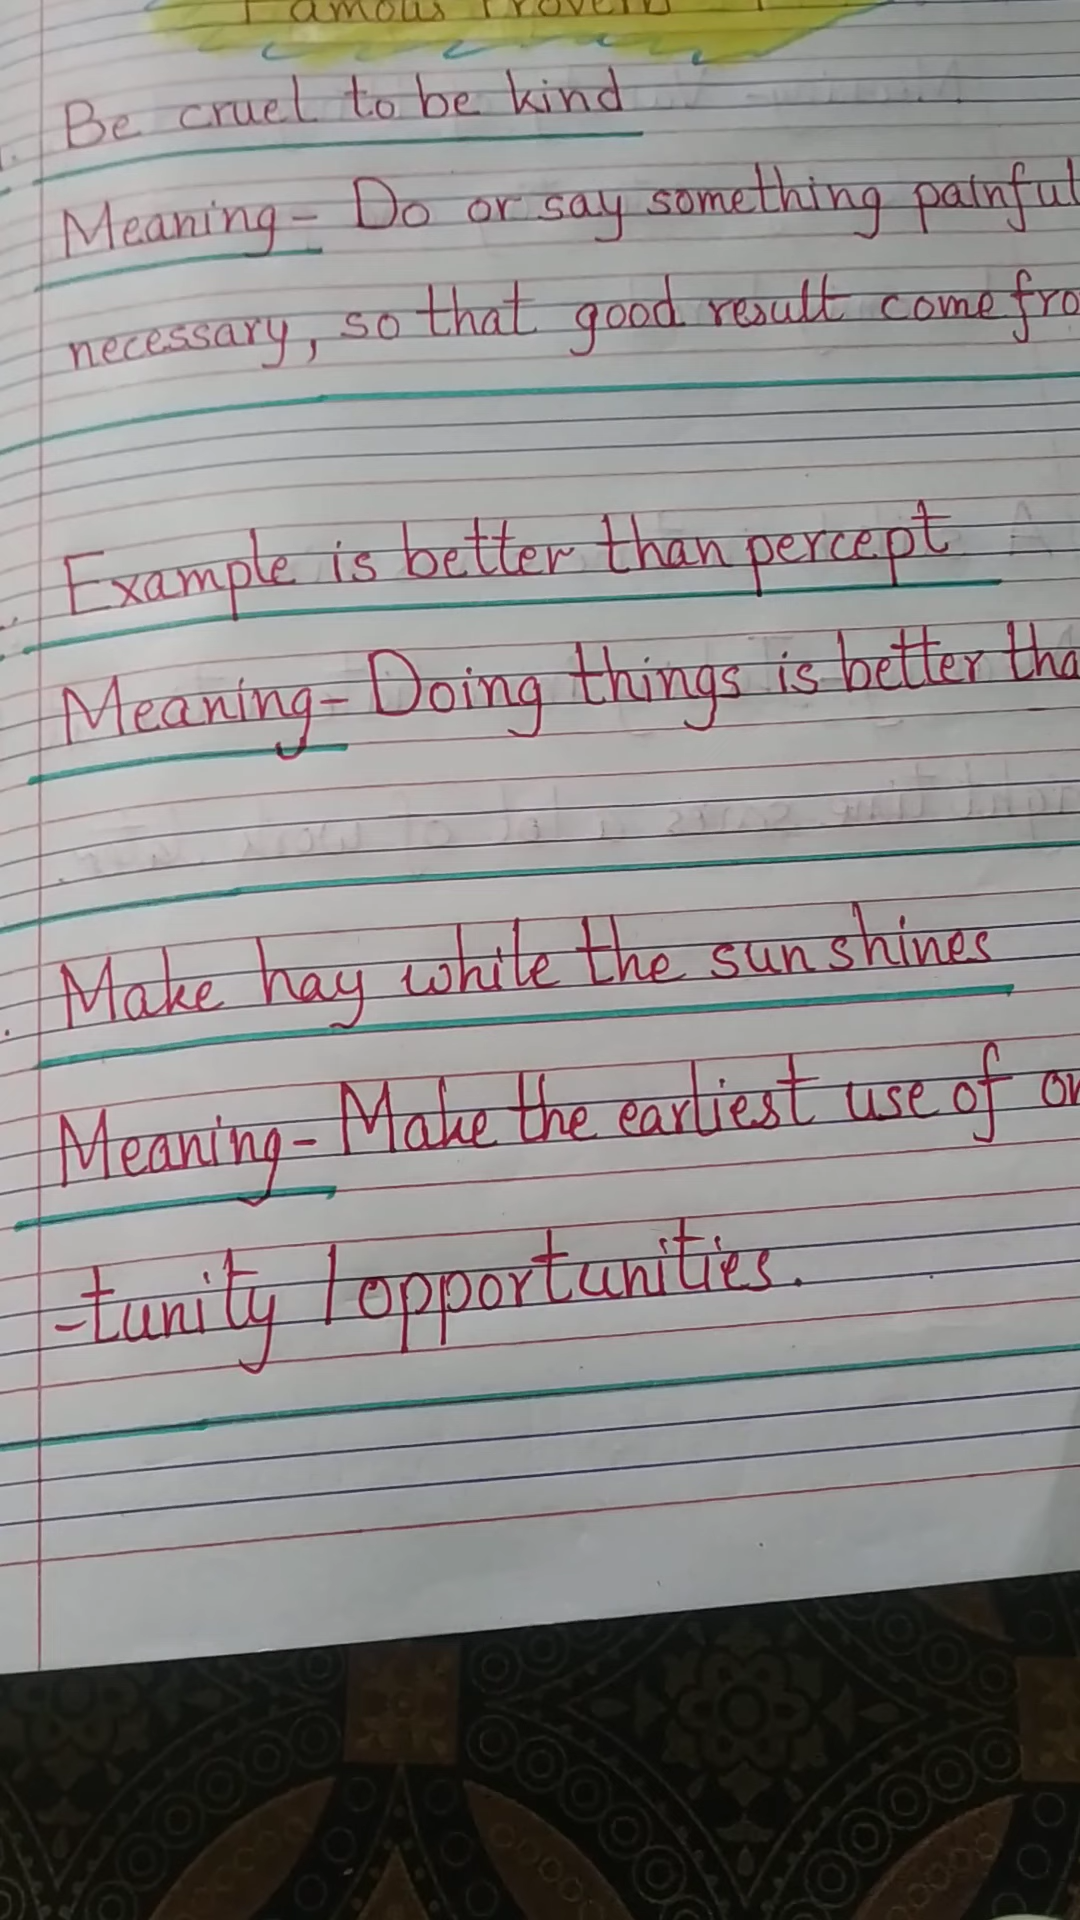 Famous Proverb
Be cruel to be kind
Meaning- Do or say something painful
necessary, so that good result come fro
Example is better than percept
Meaning- Doing things is better tha
Make hay while the sun shines
Meaning- Make the earliest use of
-tunity / opportunities.